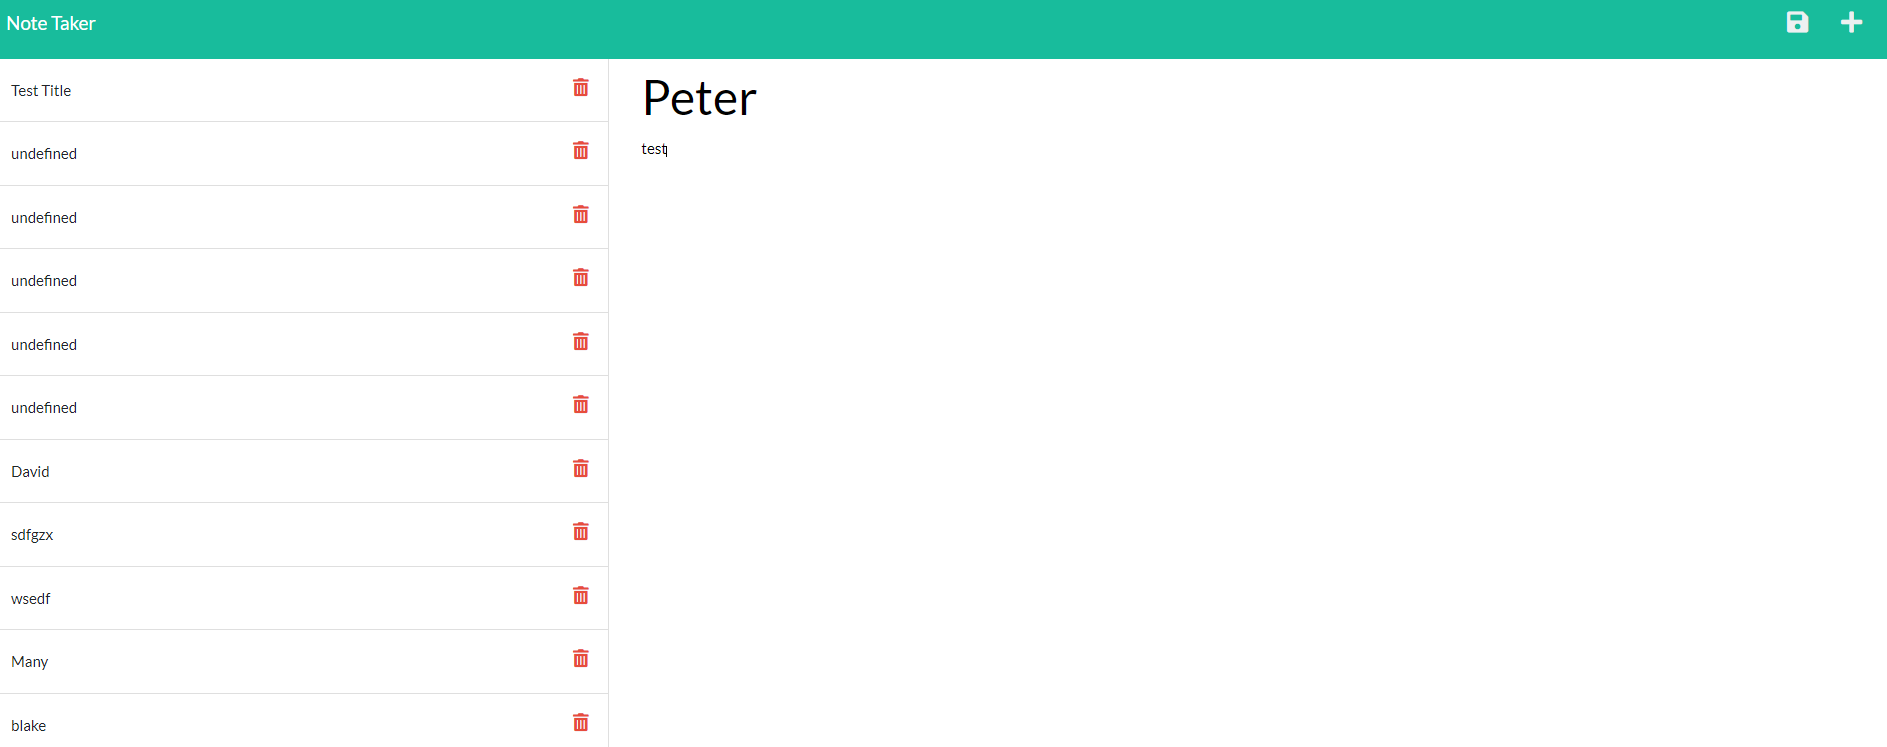 Note Taker
Test Title
undefined
undefined
undefined
undefined
undefined
David
sdfgzx
wsedf
Many
blake
Peter
test